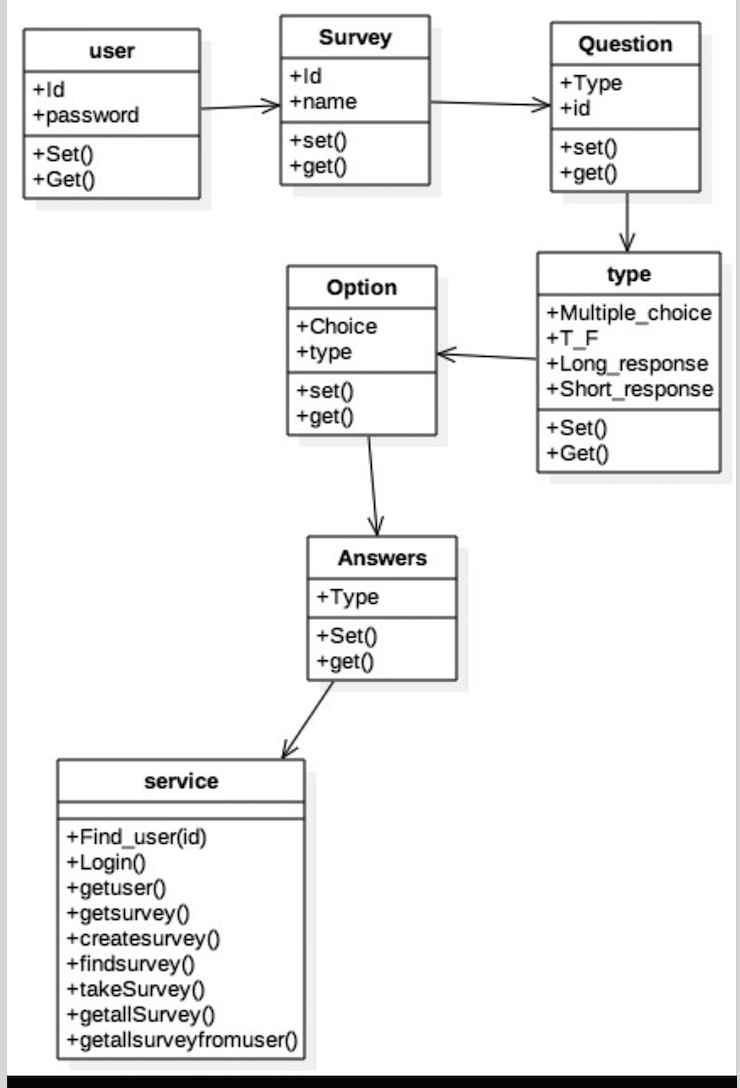 user
+Id
+password
+Set()
+Get()
Survey
+Id
+name
+set()
+get()
Question
+Type
+id
+set()
+get()
type
+Multiple_choice
+T_F
+Long_response
+Short_response
+Set()
+Get()
Option
+Choice
+type
+set()
+get()
Answers
+Type
+Set()
+get()
service
+Find_user(id)
+Login()
+getuser()
+getsurvey()
+createsurvey()
+findsurvey()
+takeSurvey()
+getallSurvey()
+getallsurveyfromuser()